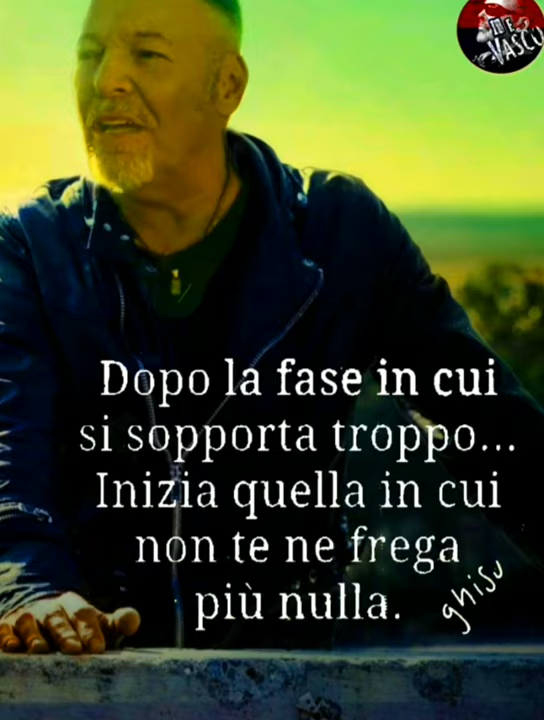 VASCO
Dopo la fase in cui
si sopporta troppo...
Inizia quella in cui
non te ne frega
più nulla.
ghisu